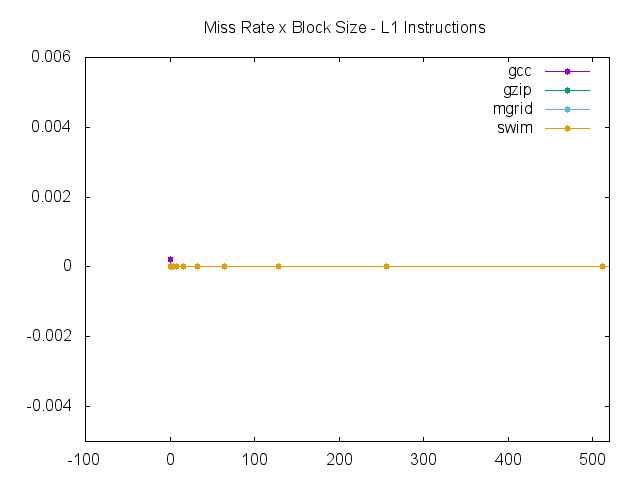 Miss Rate x Block Size - L1 Instructions
0.006
gcc
gzip
mgrid
swim
0.004
0.002
0
-0.002
-0.004
-100 0 100 200 300 400 500